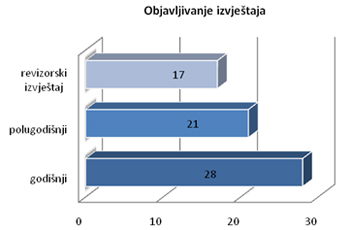 Objavljivanje izvještaja
revizorski
izvještaj
17
polugodišnji
21
godišnji
28
0 10 20 30